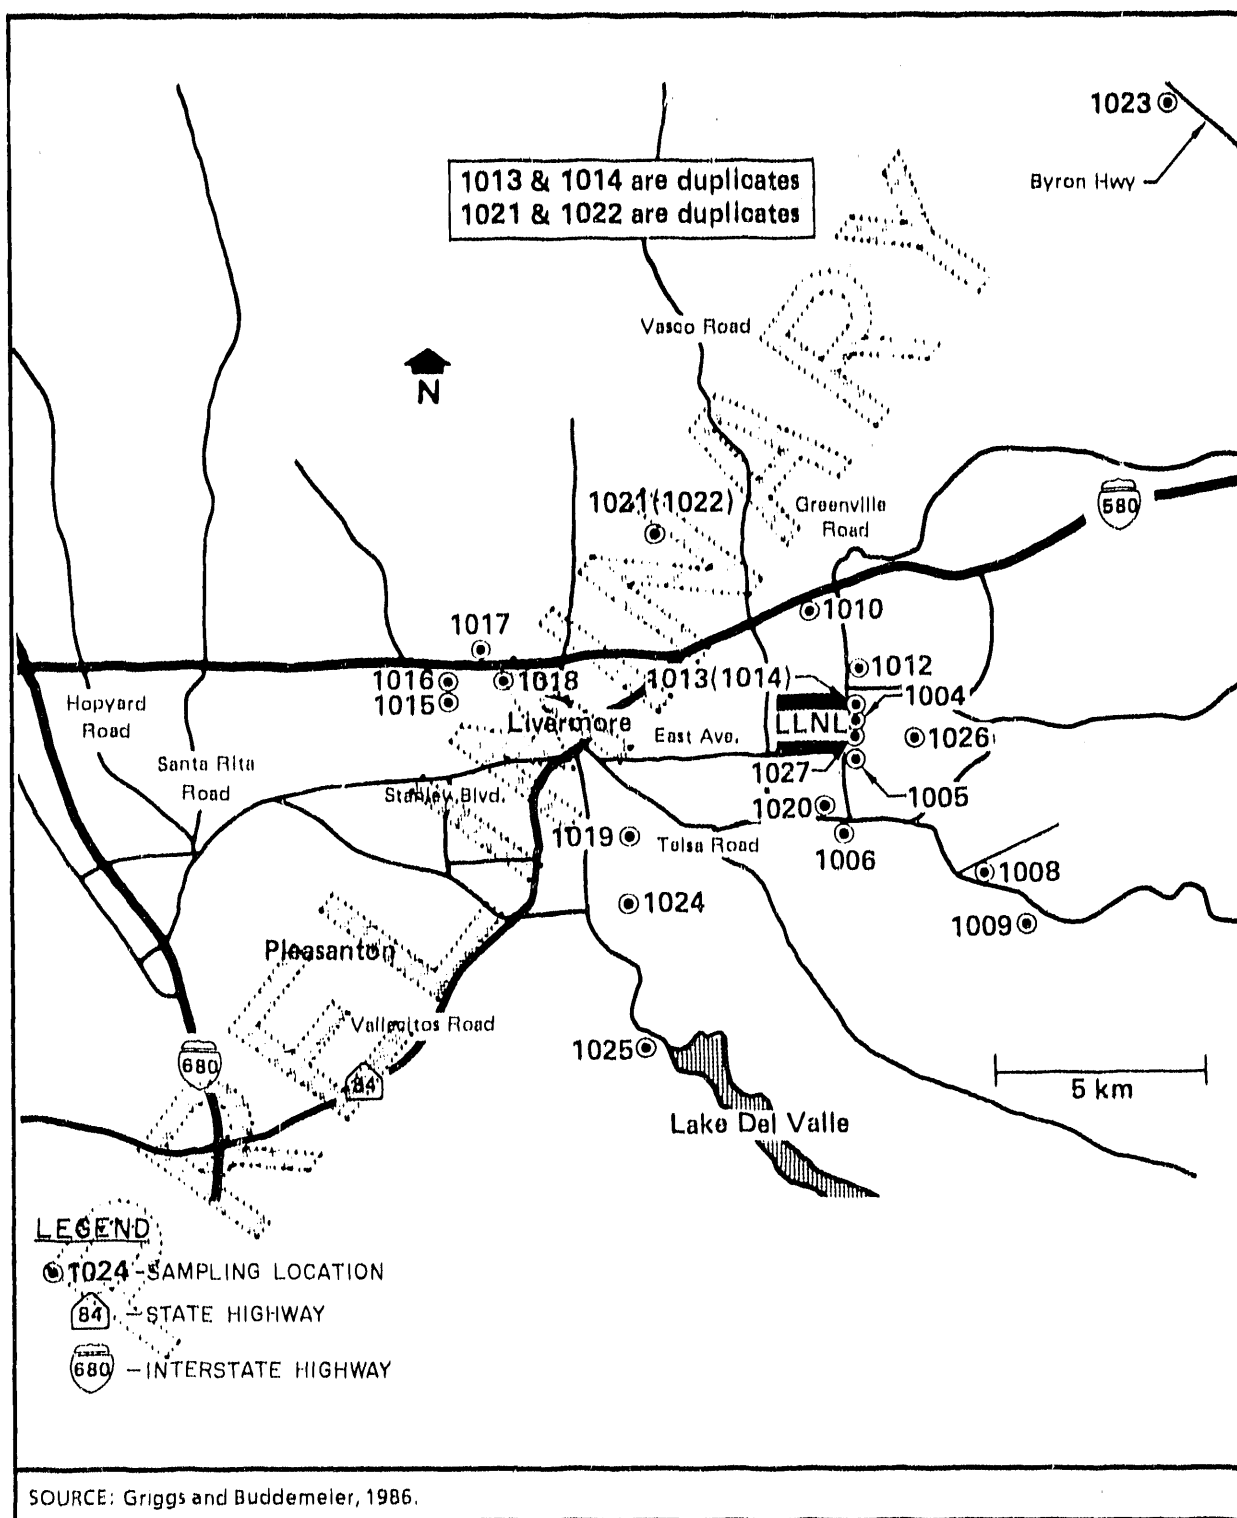 1023
Byron Hwy
1013 & 1014 are duplicates
1021 & 1022 are duplicates
Vasco Road
N
1021(1022)
Greenville
Road
580
1010
1017
1012
1016
1018
1013(1014)
1015
1004
Hopyard
Road
Livermore
East Ave.
LLNL
1026
Santa Rita
Road
1027
Stanley Blvd.
1005
1020
1019
Tulsa Road
1006
1008
1024
1009
Pleasanton
Vallecitos Road
1025
680
84
5 km
Lake Del Valle
PRELIMINARY
LEGEND
1024-SAMPLING LOCATION
84 -STATE HIGHWAY
680 -INTERSTATE HIGHWAY
SOURCE: Griggs and Buddemeier, 1986.